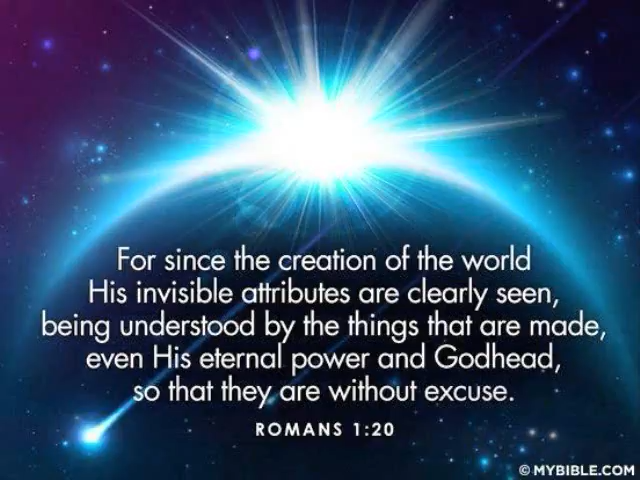 For since the creation of the world
His invisible attributes are clearly seen,
being understood by the things that are made,
even His eternal power and Godhead,
so that they are without excuse.
ROMANS 1:20
© MYBIBLE.COM